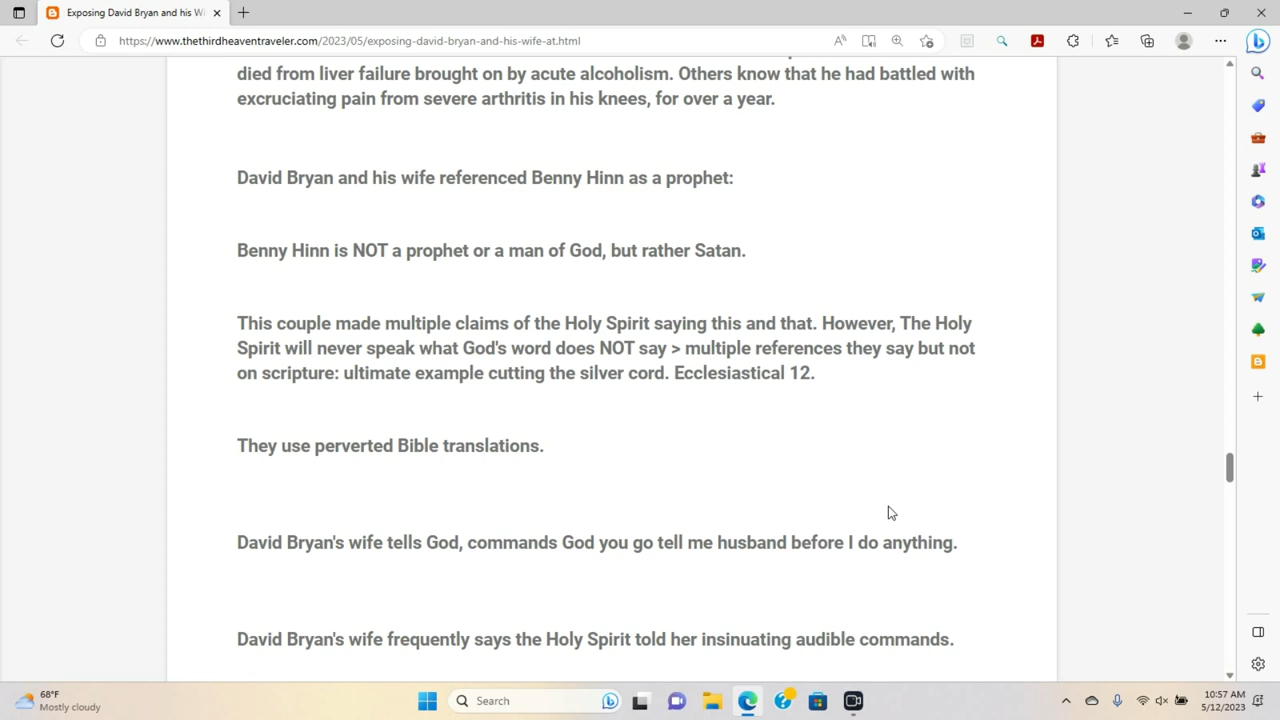 Exposing David Bryan and his Wi
https://www.thethirdheaventraveler.com/2023/05/exposing-david-bryan-and-his-wife-at.html
died from liver failure brought on by acute alcoholism. Others know that he had battled with
excruciating pain from severe arthritis in his knees, for over a year.
David Bryan and his wife referenced Benny Hinn as a prophet:
Benny Hinn is NOT a prophet or a man of God, but rather Satan.
This couple made multiple claims of the Holy Spirit saying this and that. However, The Holy
Spirit will never speak what God's word does NOT say > multiple references they say but not
on scripture: ultimate example cutting the silver cord. Ecclesiastical 12.
They use perverted Bible translations.
David Bryan's wife tells God, commands God you go tell me husband before I do anything.
David Bryan's wife frequently says the Holy Spirit told her insinuating audible commands.
68°F
Mostly cloudy
Search
10:57 AM
5/12/2023